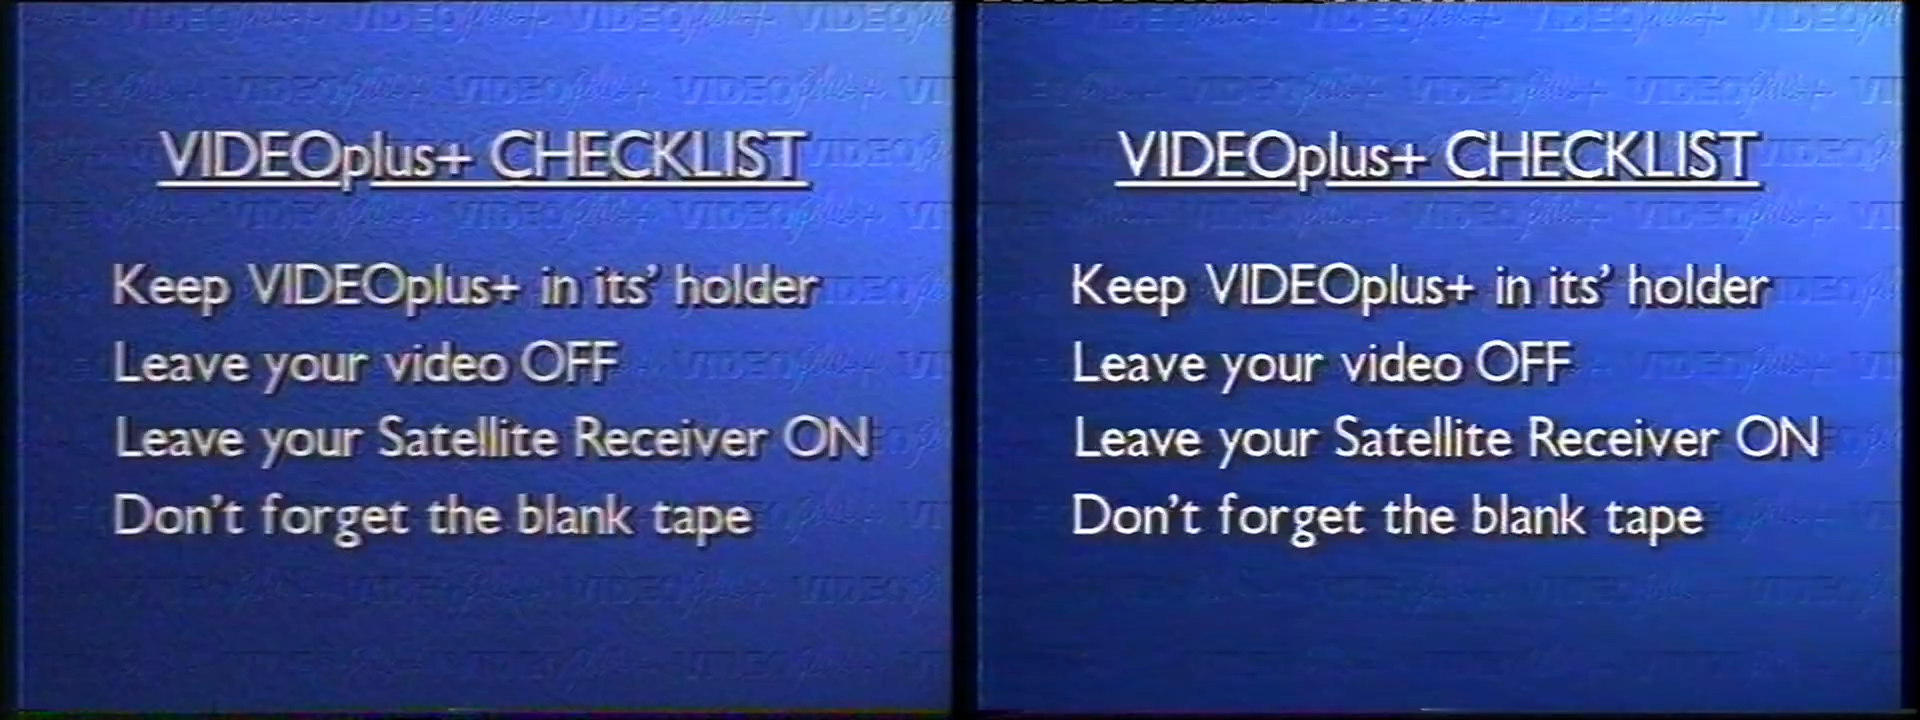 VIDEOplus+ CHECKLIST
Keep VIDEOplus+ in its' holder
Leave your video OFF
Leave your Satellite Receiver ON
Don't forget the blank tape
VIDEOplus+ CHECKLIST
Keep VIDEOplus+ in its' holder
Leave your video OFF
Leave your Satellite Receiver ON
Don't forget the blank tape